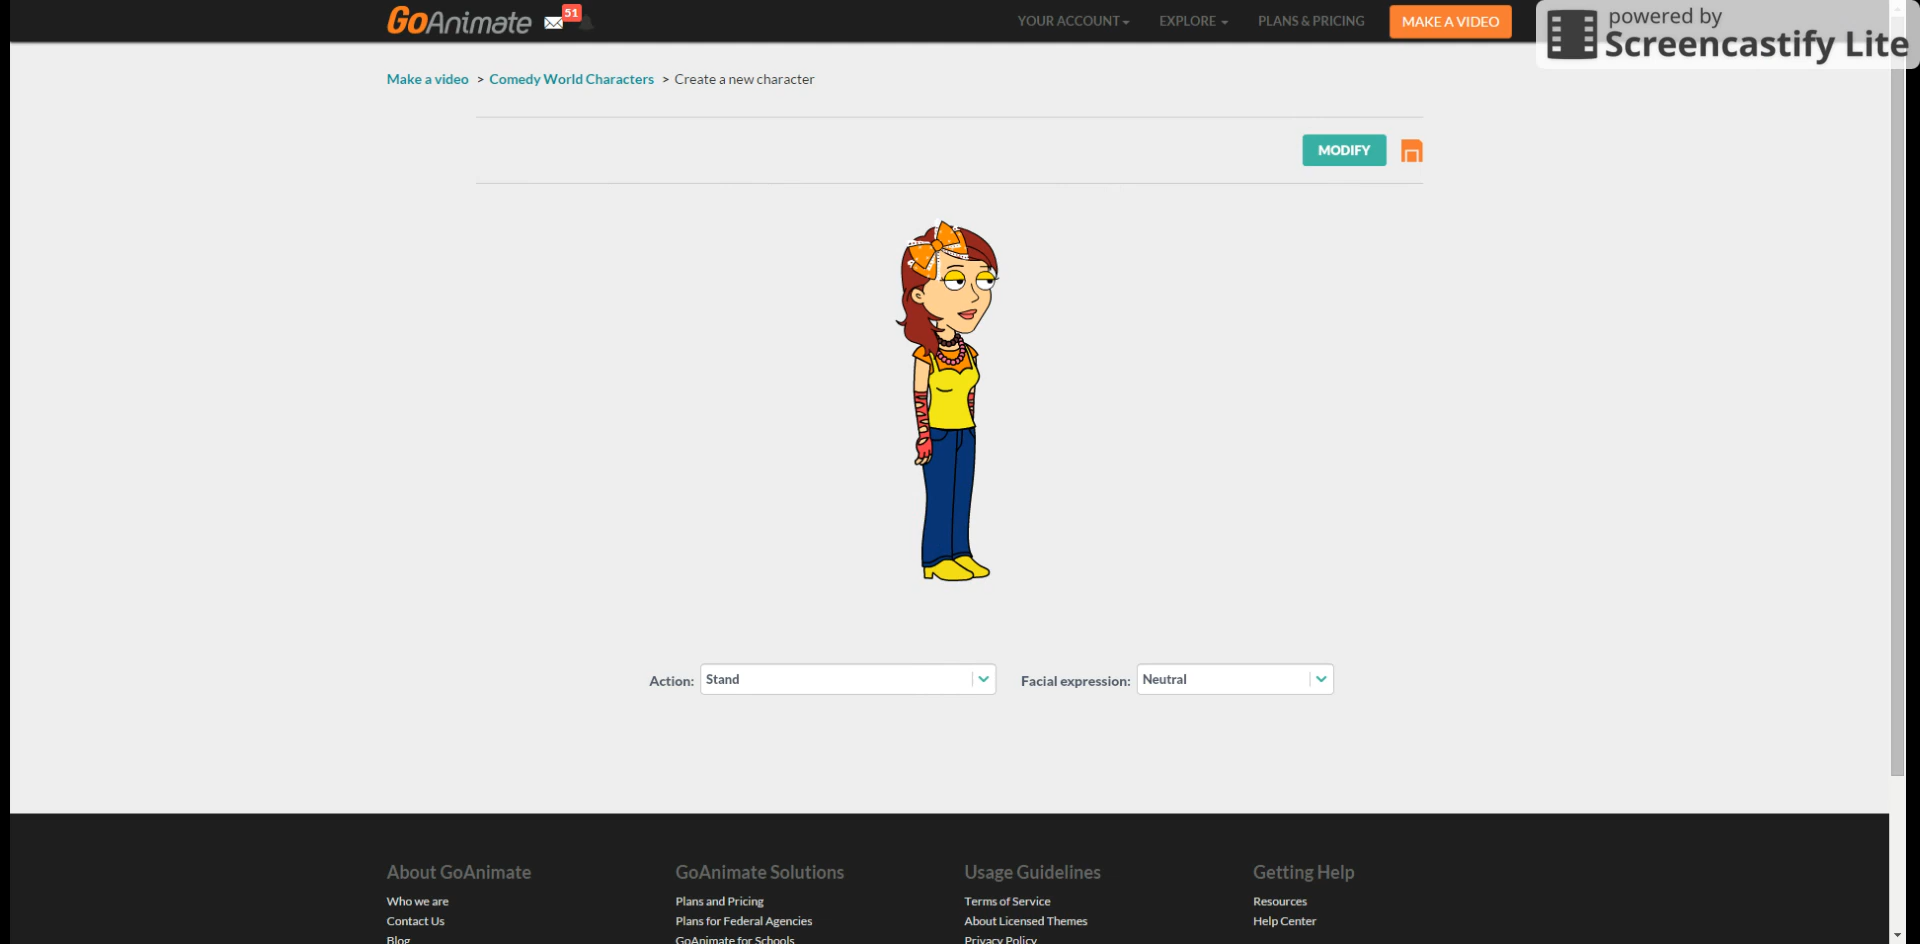 GoAnimate 51 YOUR ACCOUNT EXPLORE PLANS & PRICING MAKE A VIDEO
powered by
Screencastify Lite
Make a video > Comedy World Characters > Create a new character
MODIFY
Action: Stand Facial expression: Neutral
About GoAnimate GoAnimate Solutions Usage Guidelines Getting Help
Who we are Plans and Pricing Terms of Service Resources
Contact Us Plans for Federal Agencies About Licensed Themes Help Center
Blog GoAnimate for Schools Privacy Policy